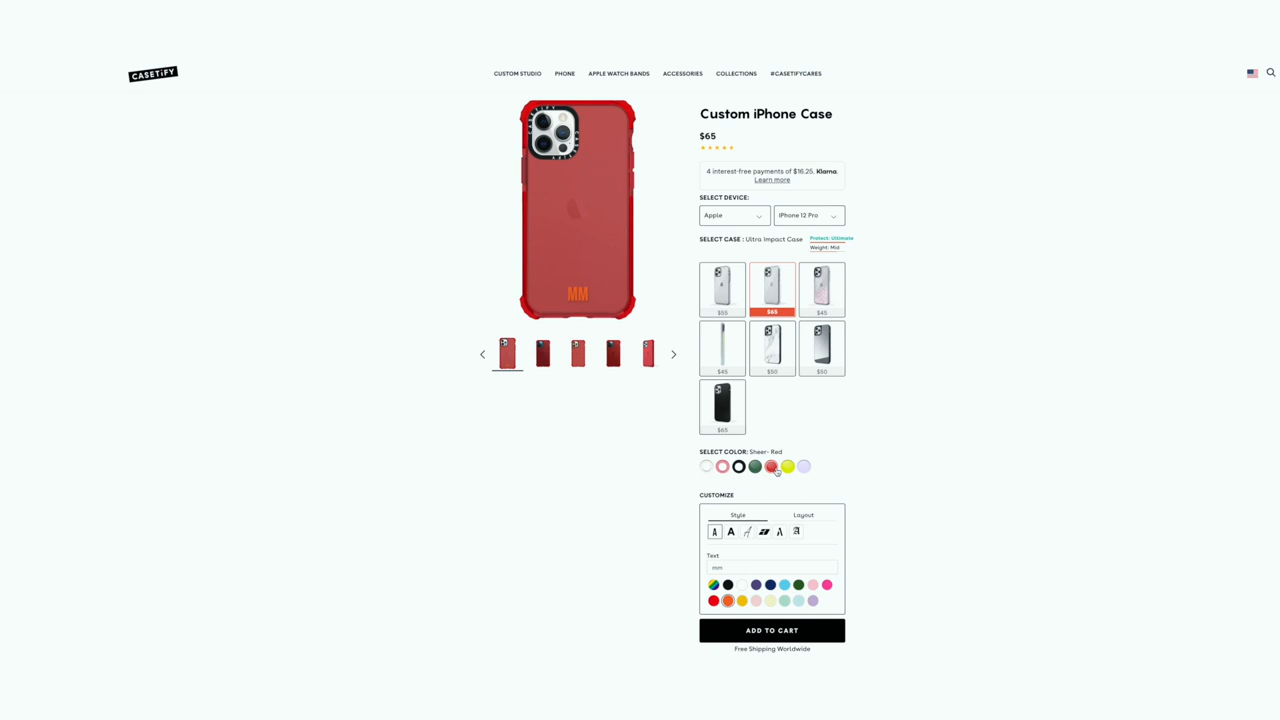 CASETiFY
CUSTOM STUDIO PHONE APPLE WATCH BANDS ACCESSORIES COLLECTIONS #CASETIFYCARES
Custom iPhone Case
$65
4 interest-free payments of $16.25. Klarna.
Learn more
SELECT DEVICE:
Apple iPhone 12 Pro
SELECT CASE : Ultra Impact Case
Protect: Ultimate
Weight: Mid
$55 $65 $45
$45 $50 $50
$65
SELECT COLOR: Sheer- Red
CUSTOMIZE
Style Layout
A A A A A
Text
mm
ADD TO CART
Free Shipping Worldwide
MM